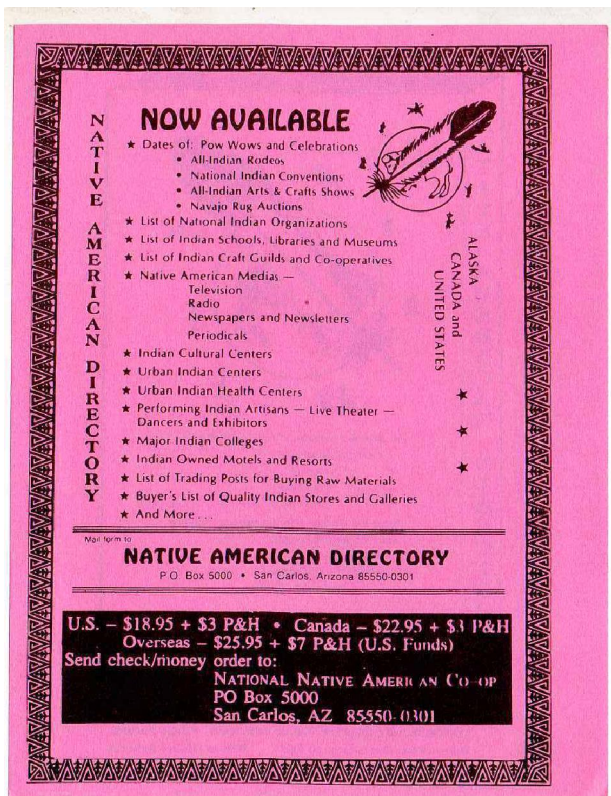 NATIVE AMERICAN DIRECTORY
NOW AVAILABLE
★ Dates of: Pow Wows and Celebrations
• All-Indian Rodeos
• National Indian Conventions
• All-Indian Arts & Crafts Shows
• Navajo Rug Auctions
★ List of National Indian Organizations
★ List of Indian Schools, Libraries and Museums
★ List of Indian Craft Guilds and Co-operatives
★ Native American Medias —
Television
Radio
Newspapers and Newsletters
Periodicals
★ Indian Cultural Centers
★ Urban Indian Centers
★ Urban Indian Health Centers
★ Performing Indian Artisans — Live Theater —
Dancers and Exhibitors
★ Major Indian Colleges
★ Indian Owned Motels and Resorts
★ List of Trading Posts for Buying Raw Materials
★ Buyer's List of Quality Indian Stores and Galleries
★ And More . . .
ALASKA
CANADA and
UNITED STATES
Mail form to
NATIVE AMERICAN DIRECTORY
P.O. Box 5000 • San Carlos, Arizona 85550-0301
U.S. – $18.95 + $3 P&H • Canada – $22.95 + $3 P&H
Overseas – $25.95 + $7 P&H (U.S. Funds)
Send check/money order to:
NATIONAL NATIVE AMERICAN CO-OP
PO Box 5000
San Carlos, AZ 85550-0301